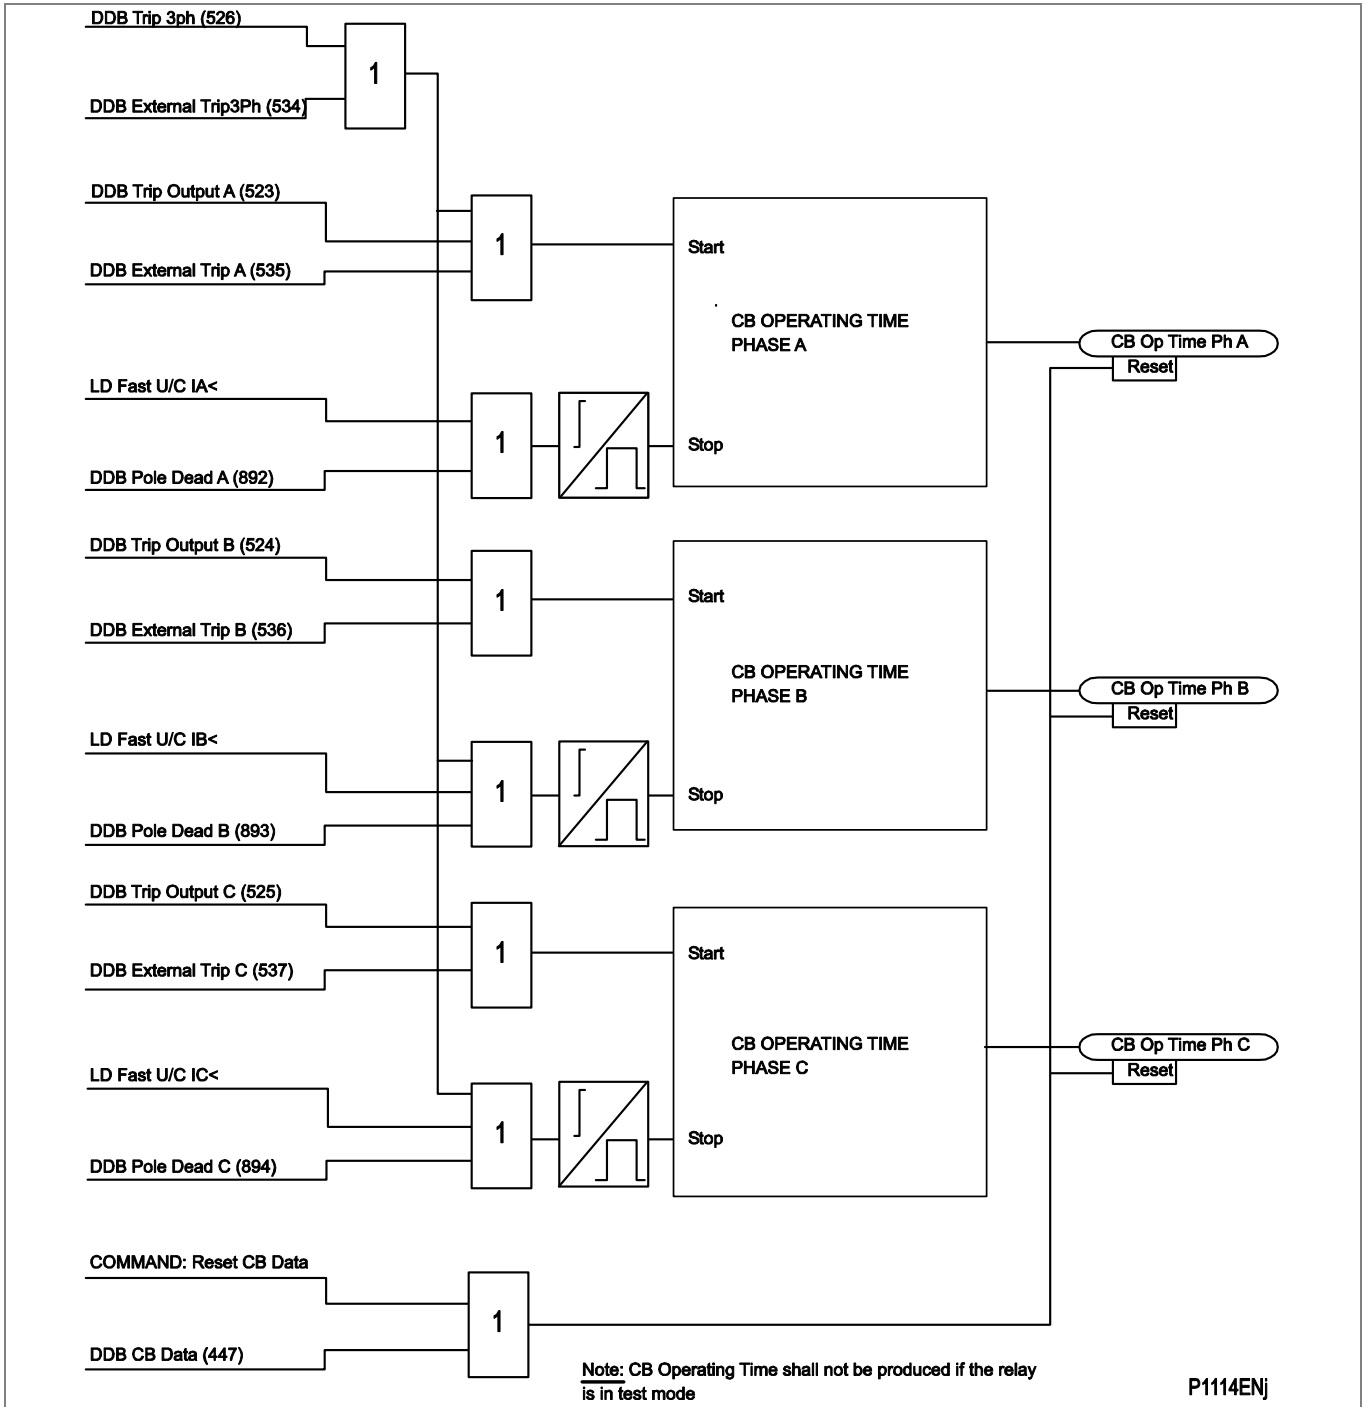 DDB Trip 3ph (526)
1
DDB External Trip3Ph (534)
DDB Trip Output A (523)
1
Start
DDB External Trip A (535)
CB OPERATING TIME
PHASE A
CB Op Time Ph A
Reset
LD Fast U/C IA<
1
Stop
DDB Pole Dead A (892)
DDB Trip Output B (524)
1
Start
DDB External Trip B (536)
CB OPERATING TIME
PHASE B
CB Op Time Ph B
Reset
LD Fast U/C IB<
1
Stop
DDB Pole Dead B (893)
DDB Trip Output C (525)
1
Start
DDB External Trip C (537)
CB OPERATING TIME
PHASE C
CB Op Time Ph C
Reset
LD Fast U/C IC<
1
Stop
DDB Pole Dead C (894)
COMMAND: Reset CB Data
1
DDB CB Data (447)
Note: CB Operating Time shall not be produced if the relay
is in test mode
P1114ENj